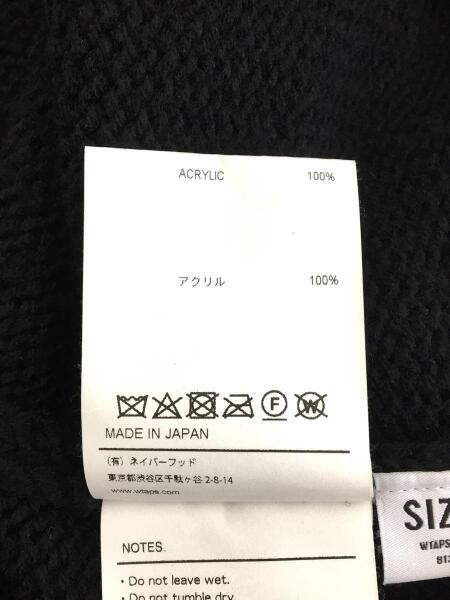 ACRYLIC 100%
アクリル 100%
F W
MADE IN JAPAN
(有) ネイバーフッド
東京都渋谷区千駄ヶ谷 2-8-14
www.wtaps.com
SIZ
WTAPS
813
NOTES.
・Do not leave wet.
・Do not tumble dry.